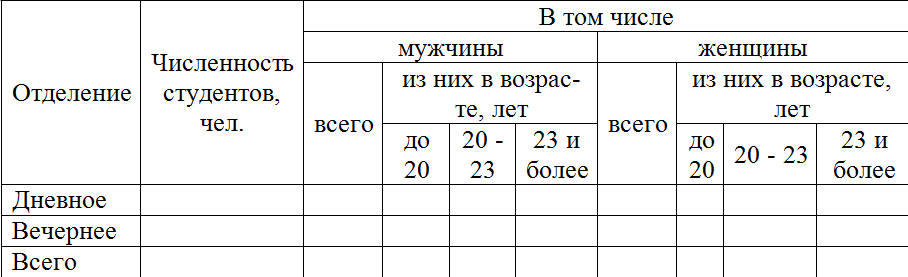 Отделение
Численность
студентов,
чел.
В том числе
мужчины
женщины
всего
из них в возрас-
те, лет
всего
из них в возрасте,
лет
до
20
20 -
23
23 и
более
до
20
20 - 23
23 и
более
Дневное
Вечернее
Всего